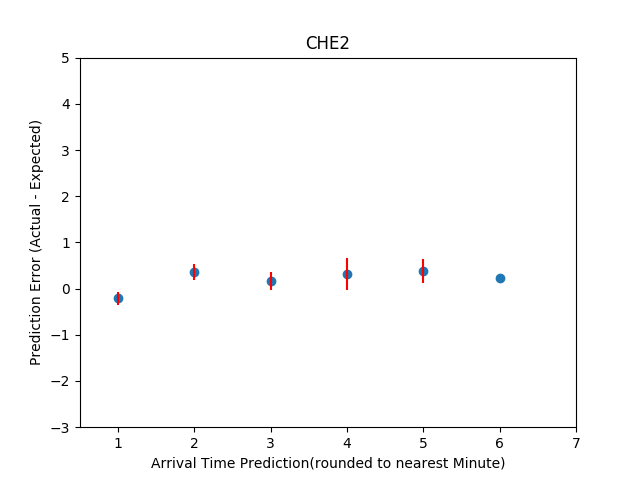 CHE2
Prediction Error (Actual - Expected)
5
4
3
2
1
0
−1
−2
−3
1 2 3 4 5 6 7
Arrival Time Prediction(rounded to nearest Minute)